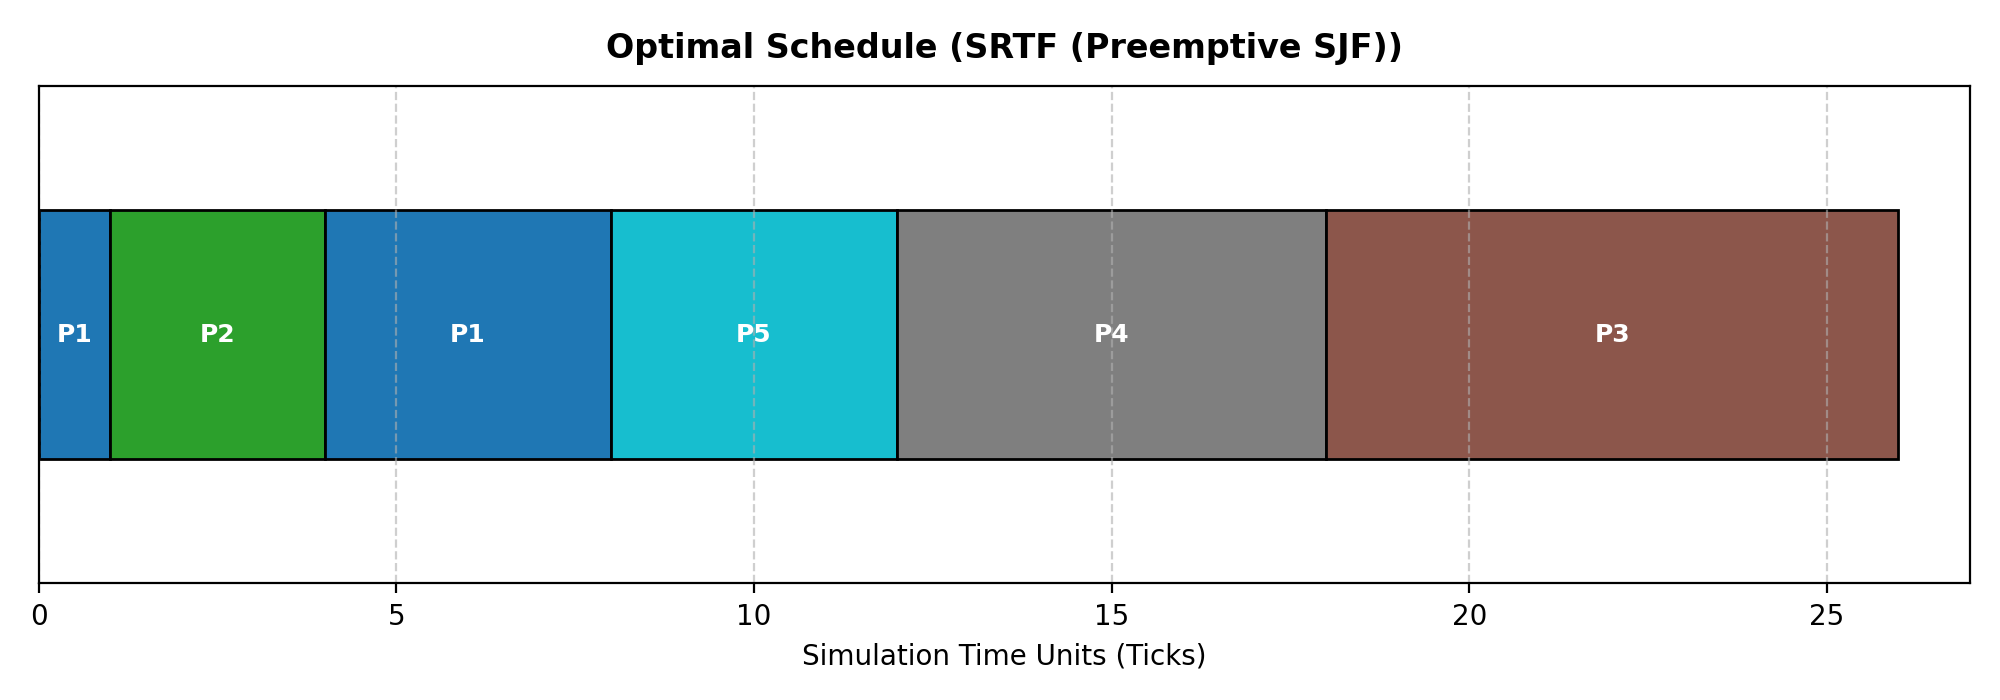 Optimal Schedule (SRTF (Preemptive SJF))
P1 P2 P1 P5 P4 P3
0 5 10 15 20 25
Simulation Time Units (Ticks)